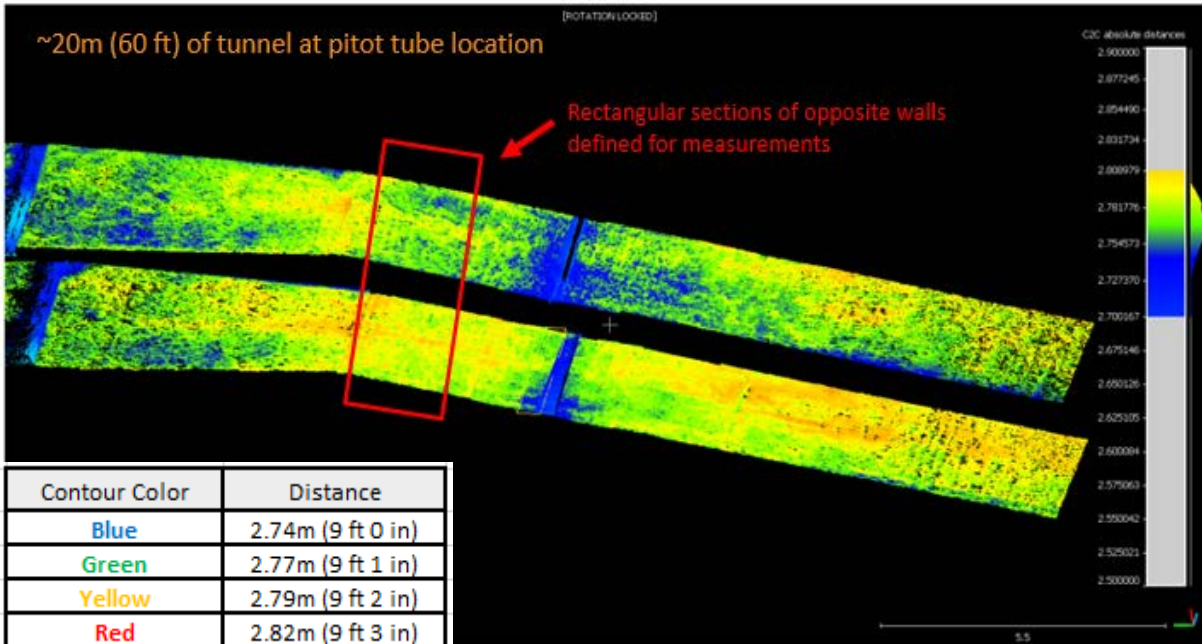 [ROTATION LOCKED]
~20m (60 ft) of tunnel at pitot tube location
C2C absolute distances
Rectangular sections of opposite walls
defined for measurements
2.900000
2.877245
2.854490
2.831734
2.808979
2.781776
2.754573
2.727370
2.700167
2.675146
2.650126
2.625105
2.600084
2.575063
2.550042
2.525021
2.500000
Contour Color Distance
Blue 2.74m (9 ft 0 in)
Green 2.77m (9 ft 1 in)
Yellow 2.79m (9 ft 2 in)
Red 2.82m (9 ft 3 in)
5.5